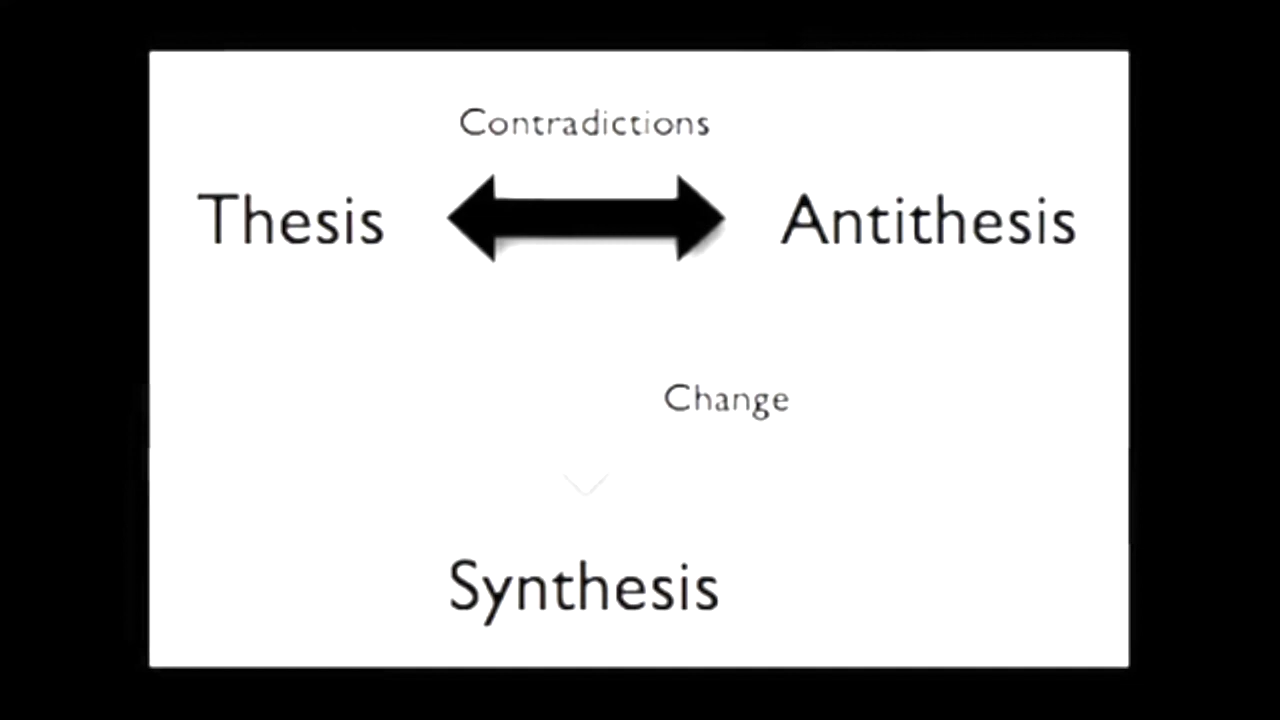 Contradictions
Thesis
Antithesis
Change
Synthesis